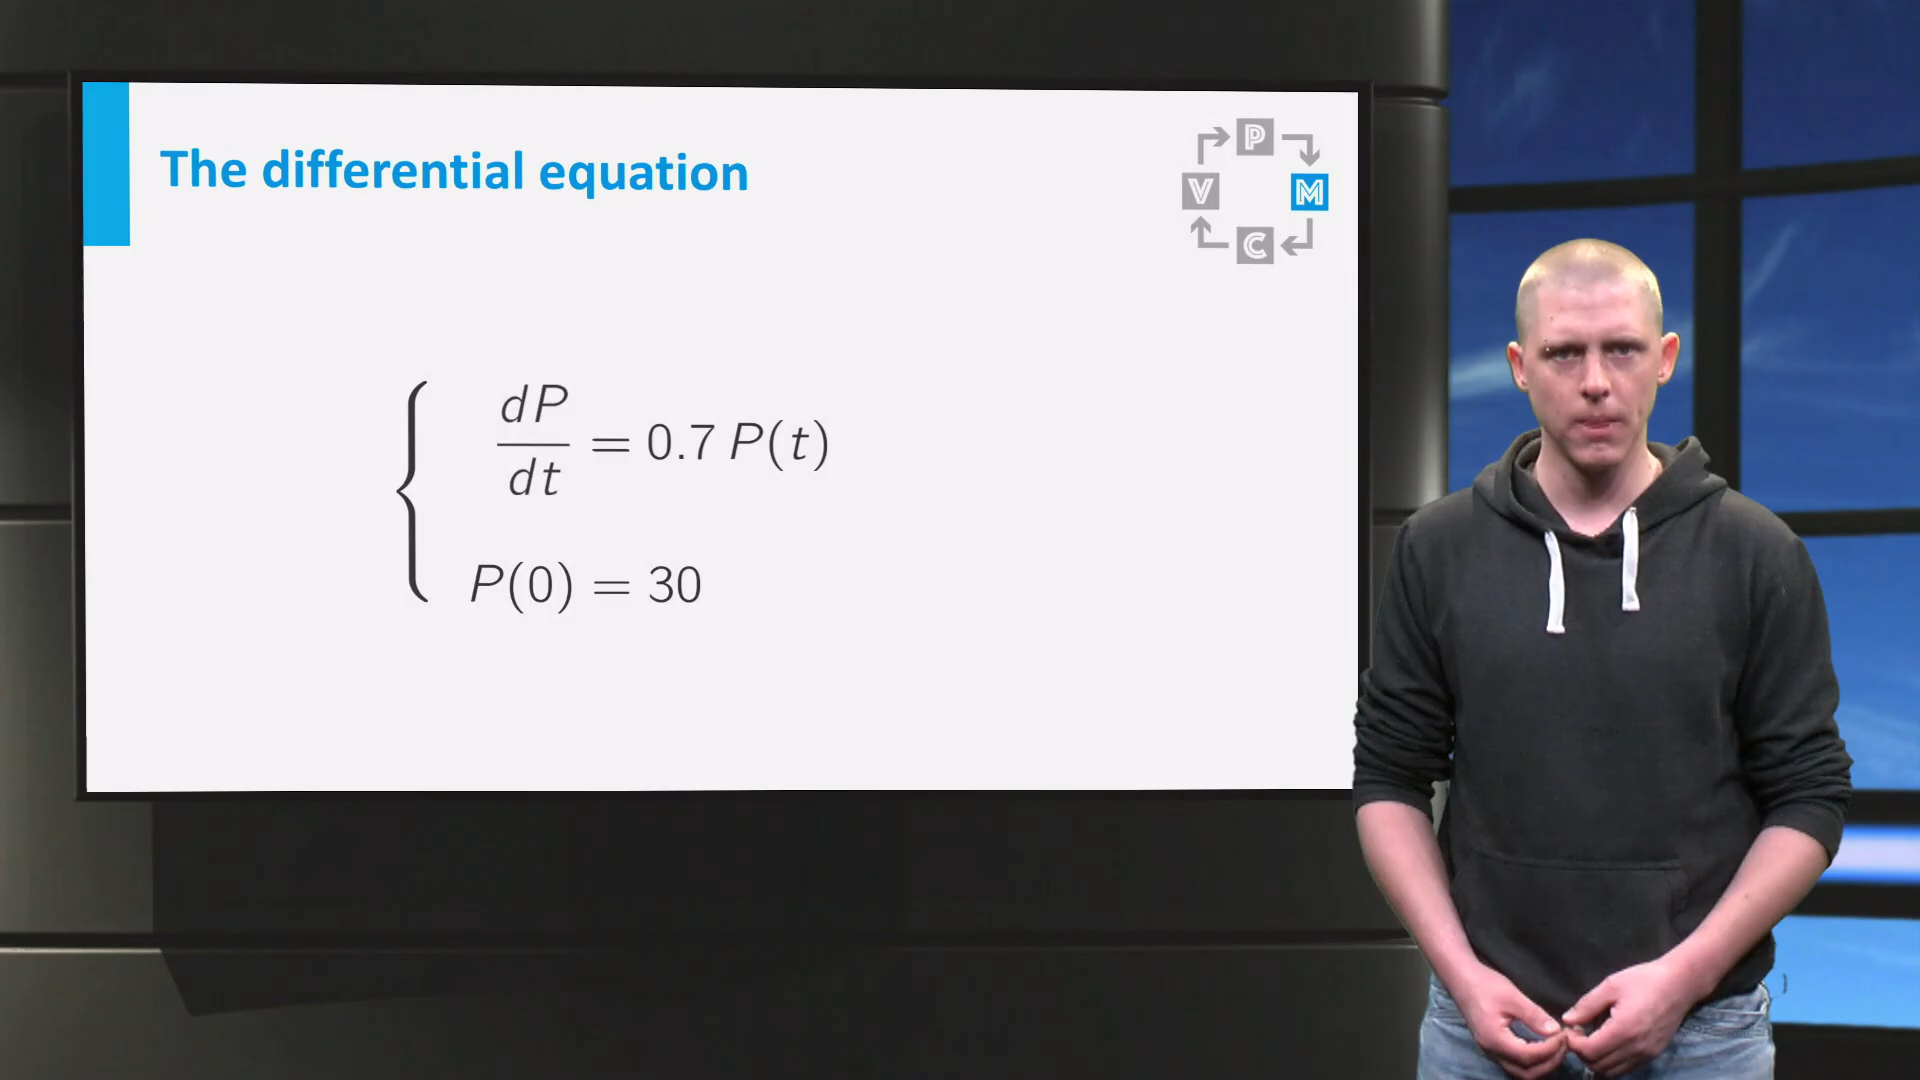 The differential equation
P
V M
C
dP/dt = 0.7 P(t)
P(0) = 30